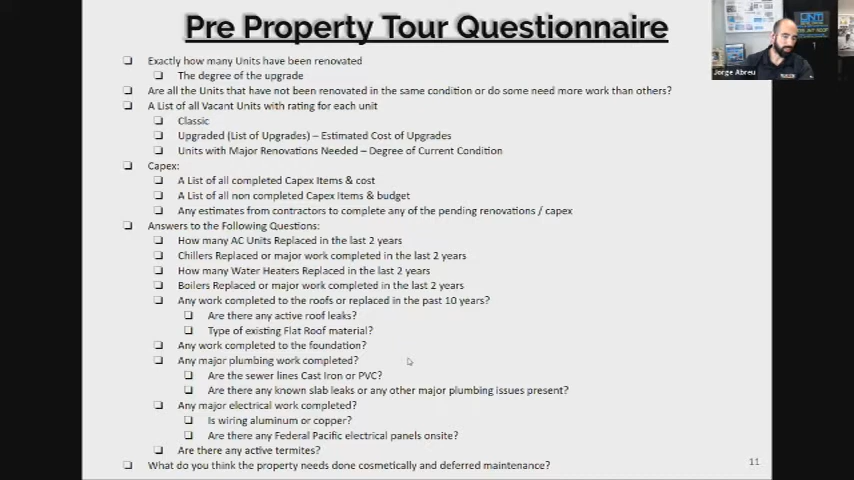 Pre Property Tour Questionnaire
Exactly how many Units have been renovated
The degree of the upgrade
Are all the Units that have not been renovated in the same condition or do some need more work than others?
A List of all Vacant Units with rating for each unit
Classic
Upgraded (List of Upgrades) – Estimated Cost of Upgrades
Units with Major Renovations Needed – Degree of Current Condition
Capex:
A List of all completed Capex Items & cost
A List of all non completed Capex Items & budget
Any estimates from contractors to complete any of the pending renovations / capex
Answers to the Following Questions:
How many AC Units Replaced in the last 2 years
Chillers Replaced or major work completed in the last 2 years
How many Water Heaters Replaced in the last 2 years
Boilers Replaced or major work completed in the last 2 years
Any work completed to the roofs or replaced in the past 10 years?
Are there any active roof leaks?
Type of existing Flat Roof material?
Any work completed to the foundation?
Any major plumbing work completed?
Are the sewer lines Cast Iron or PVC?
Are there any known slab leaks or any other major plumbing issues present?
Any major electrical work completed?
Is wiring aluminum or copper?
Are there any Federal Pacific electrical panels onsite?
Are there any active termites?
What do you think the property needs done cosmetically and deferred maintenance?
11
Jorge Abreu